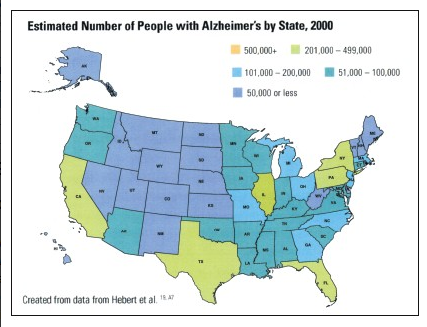 Estimated Number of People with Alzheimer's by State, 2000
500,000+ 201,000 – 499,000
101,000 – 200,000 51,000 – 100,000
50,000 or less
AK
WA
MT
ND
MN
OR
ID
SD
WI
MI
NY
ME
WY
IA
PA
NE
NV
UT
CO
IL
IN
OH
CA
KS
MO
WV
VA
KY
NC
TN
AZ
NM
OK
AR
SC
MS
AL
GA
TX
LA
FL
HI
MA
Created from data from Hebert et al. 19, A7